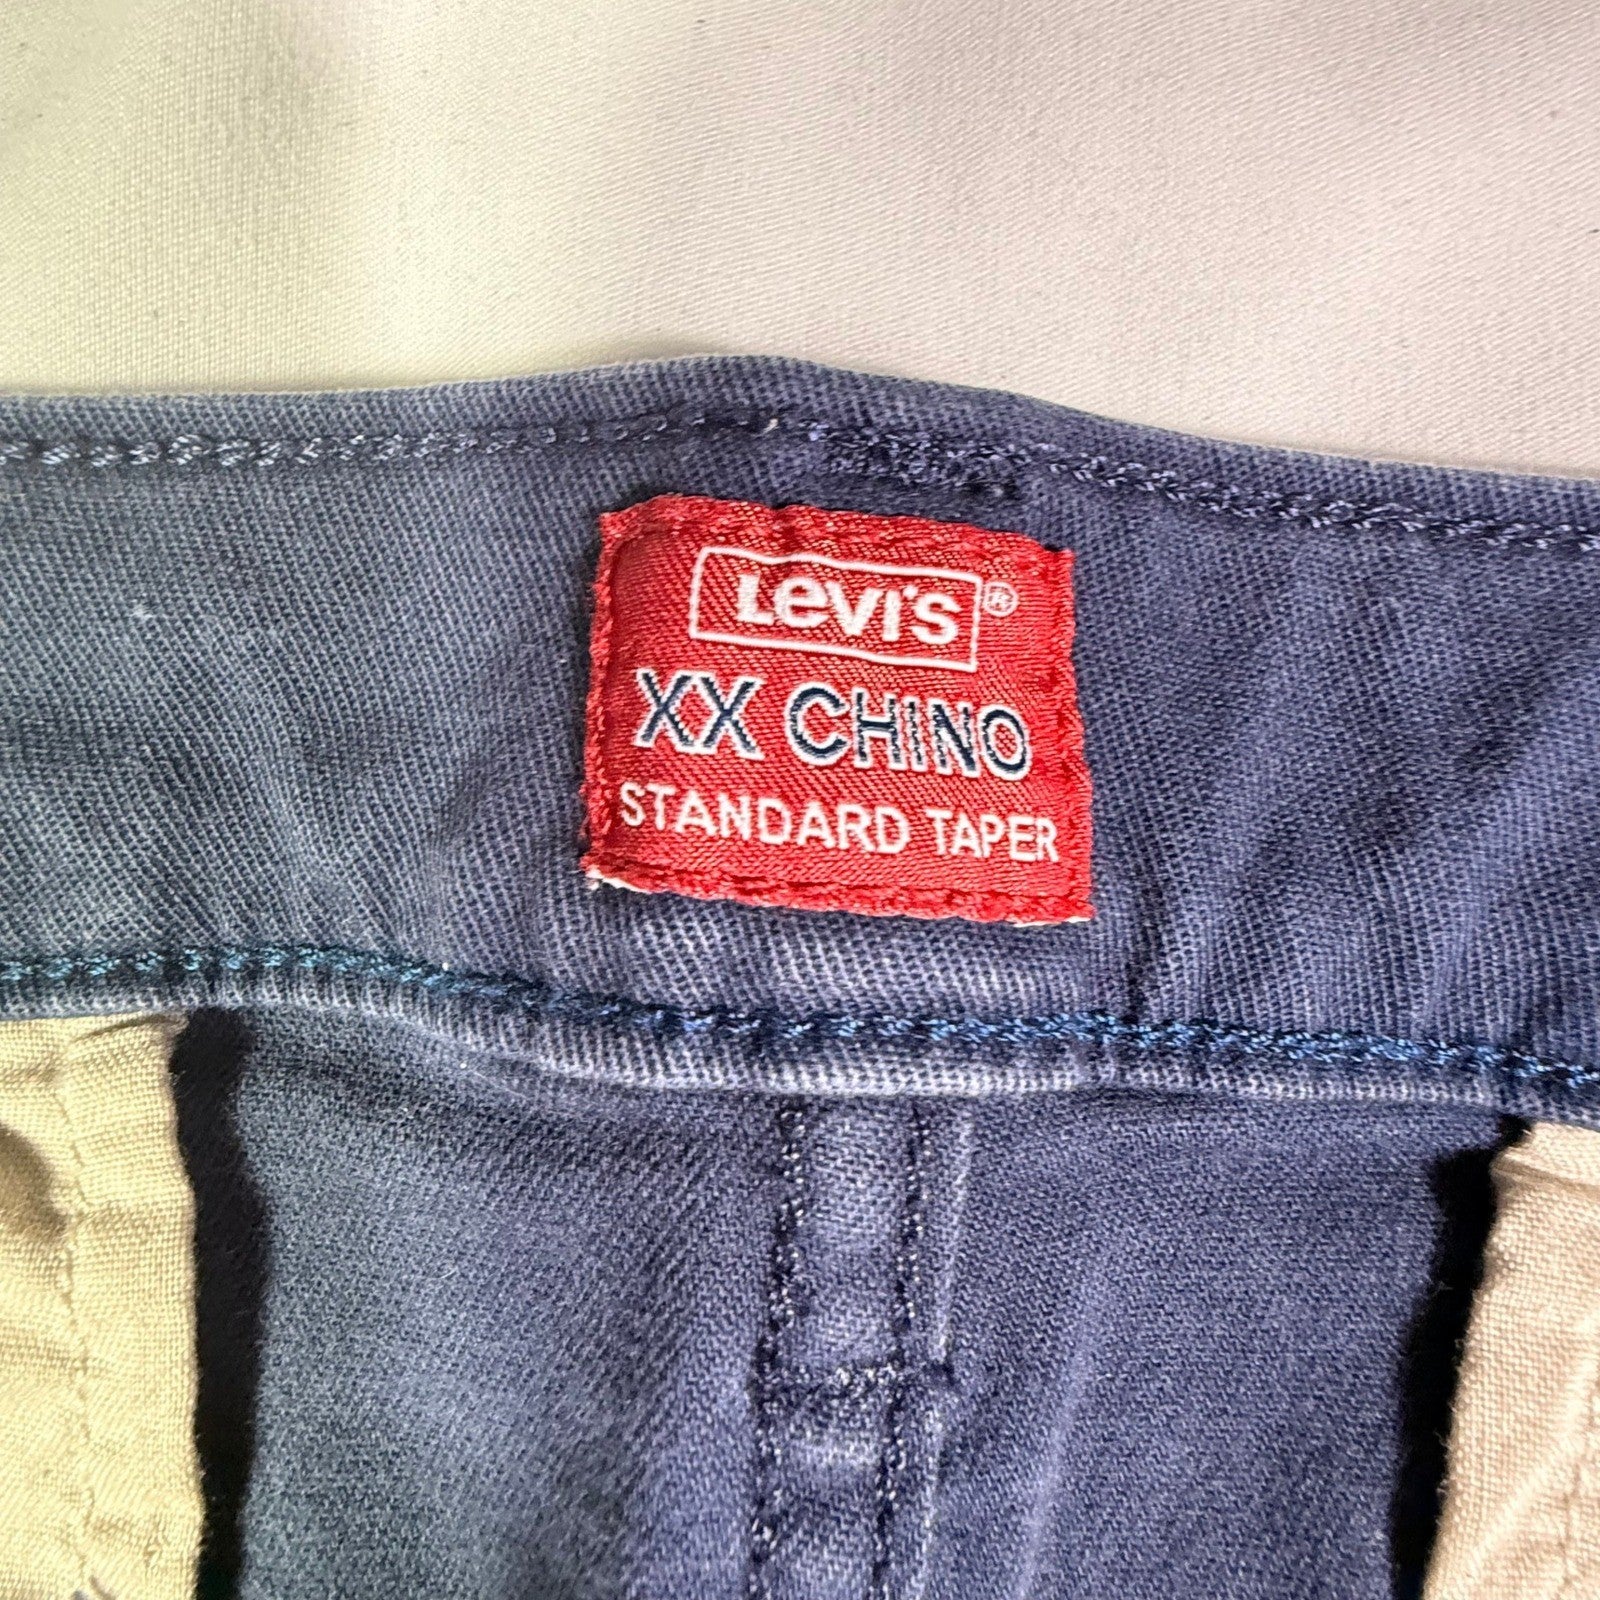 Levi's®
XX CHINO
STANDARD TAPER